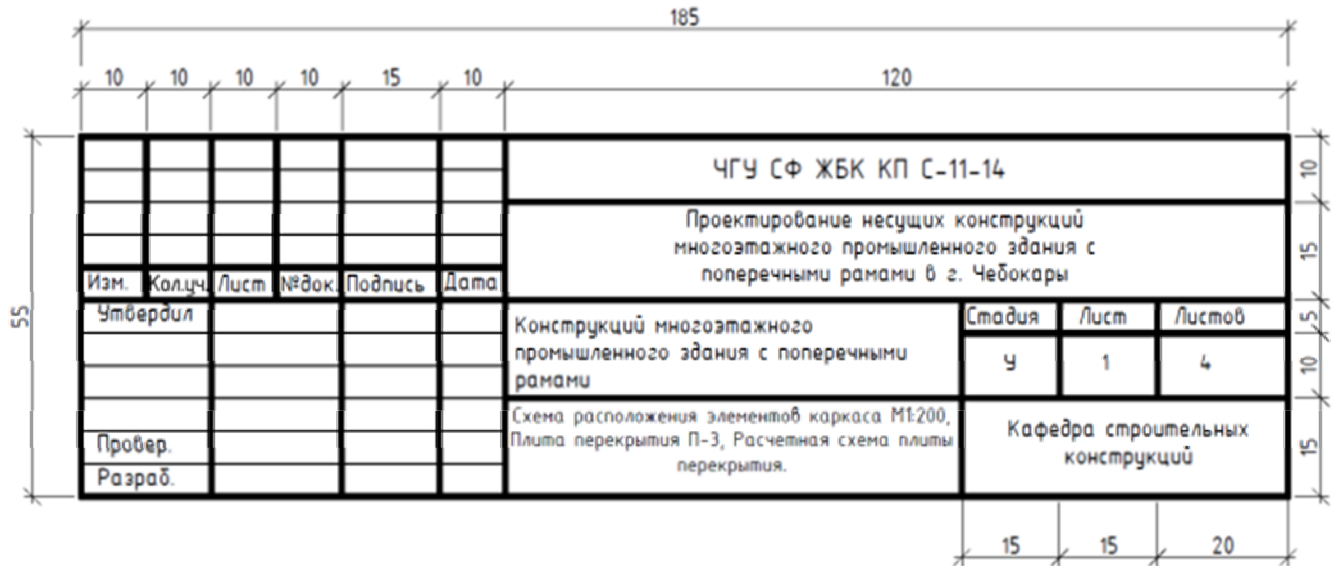 185
10 10 10 10 15 10 120
ЧГУ СФ ЖБК КП С-11-14
10
Проектирование несущих конструкций
многоэтажного промышленного здания с
поперечными рамами в г. Чебокары
15
Изм. Кол.уч. Лист №док. Подпись Дата
55
Утвердил
Конструкций многоэтажного
промышленного здания с поперечными
рамами
Стадия Лист Листов
5
У 1 4
10
Схема расположения элементов каркаса М1:200,
Плита перекрытия П-3, Расчетная схема плиты
перекрытия.
Кафедра строительных
конструкций
15
Провер.
Разраб.
15 15 20